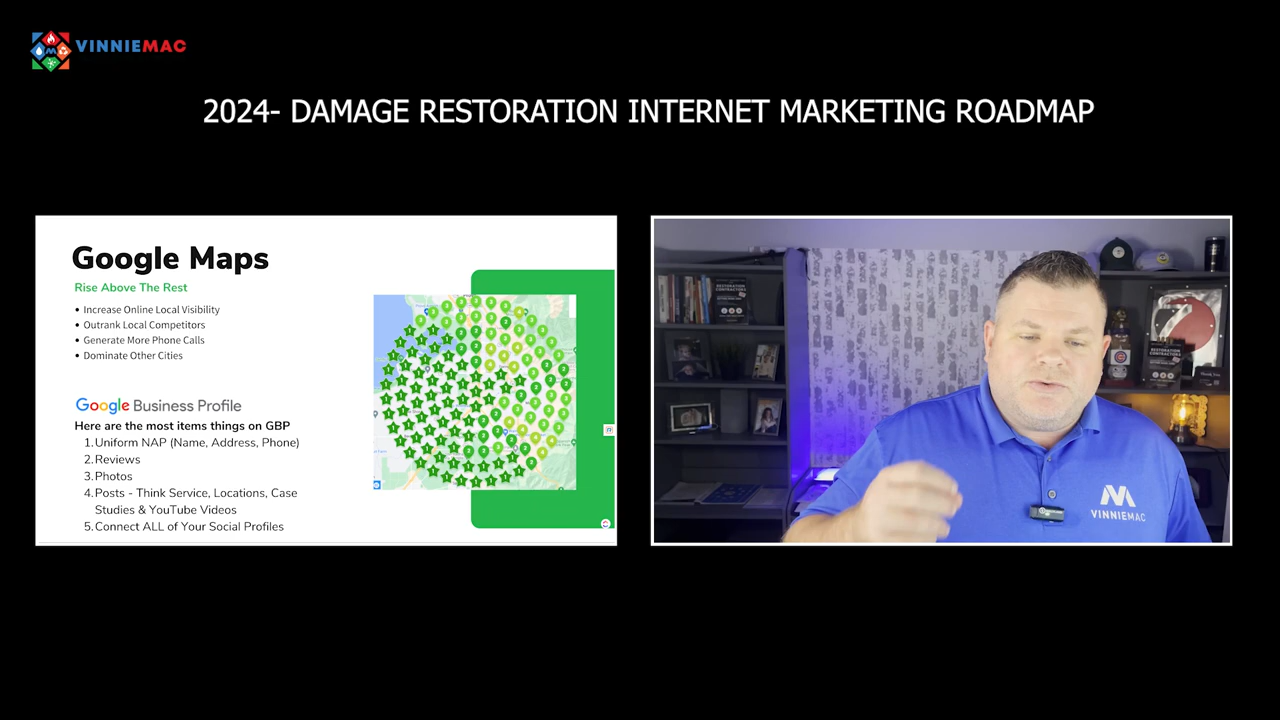 VINNIEMAC
2024- DAMAGE RESTORATION INTERNET MARKETING ROADMAP
Google Maps
Rise Above The Rest
• Increase Online Local Visibility
• Outrank Local Competitors
• Generate More Phone Calls
• Dominate Other Cities
Google Business Profile
Here are the most items things on GBP
1. Uniform NAP (Name, Address, Phone)
2. Reviews
3. Photos
4. Posts - Think Service, Locations, Case
Studies & YouTube Videos
5. Connect ALL of Your Social Profiles
VINNIEMAC